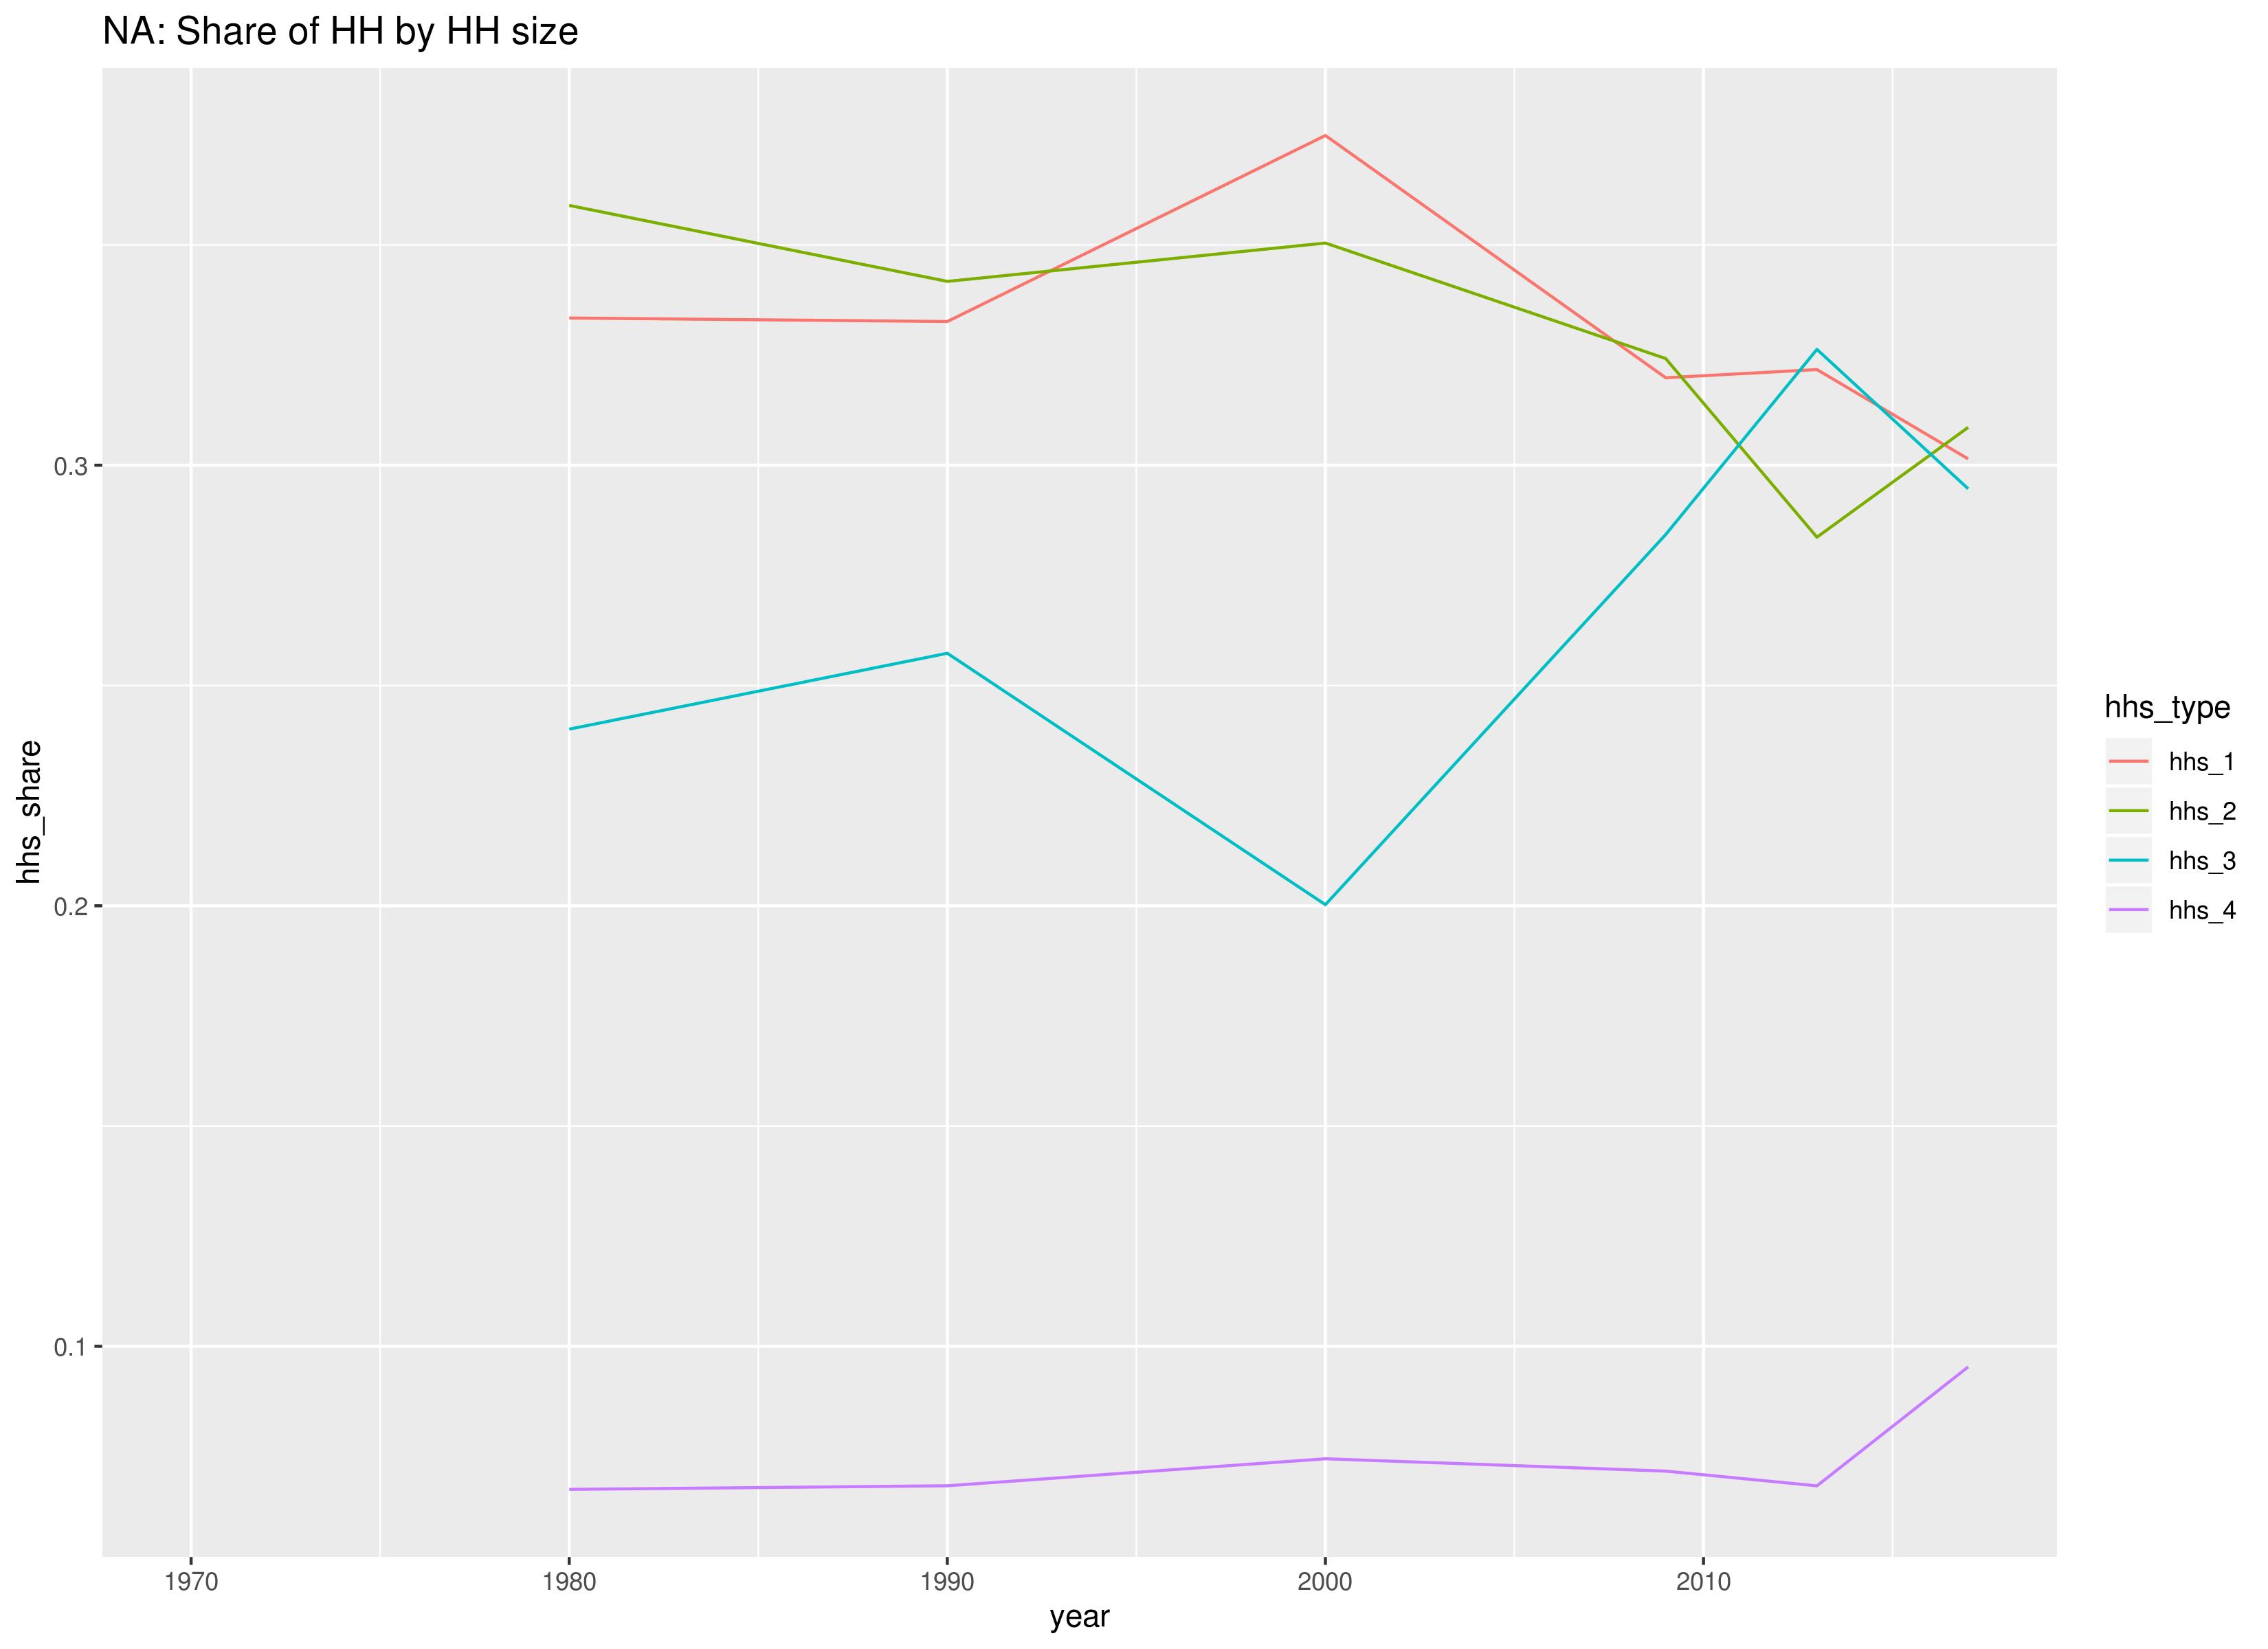 NA: Share of HH by HH size
hhs_share
0.3
0.2
0.1
1970 1980 1990 2000 2010
year
hhs_type
hhs_1
hhs_2
hhs_3
hhs_4